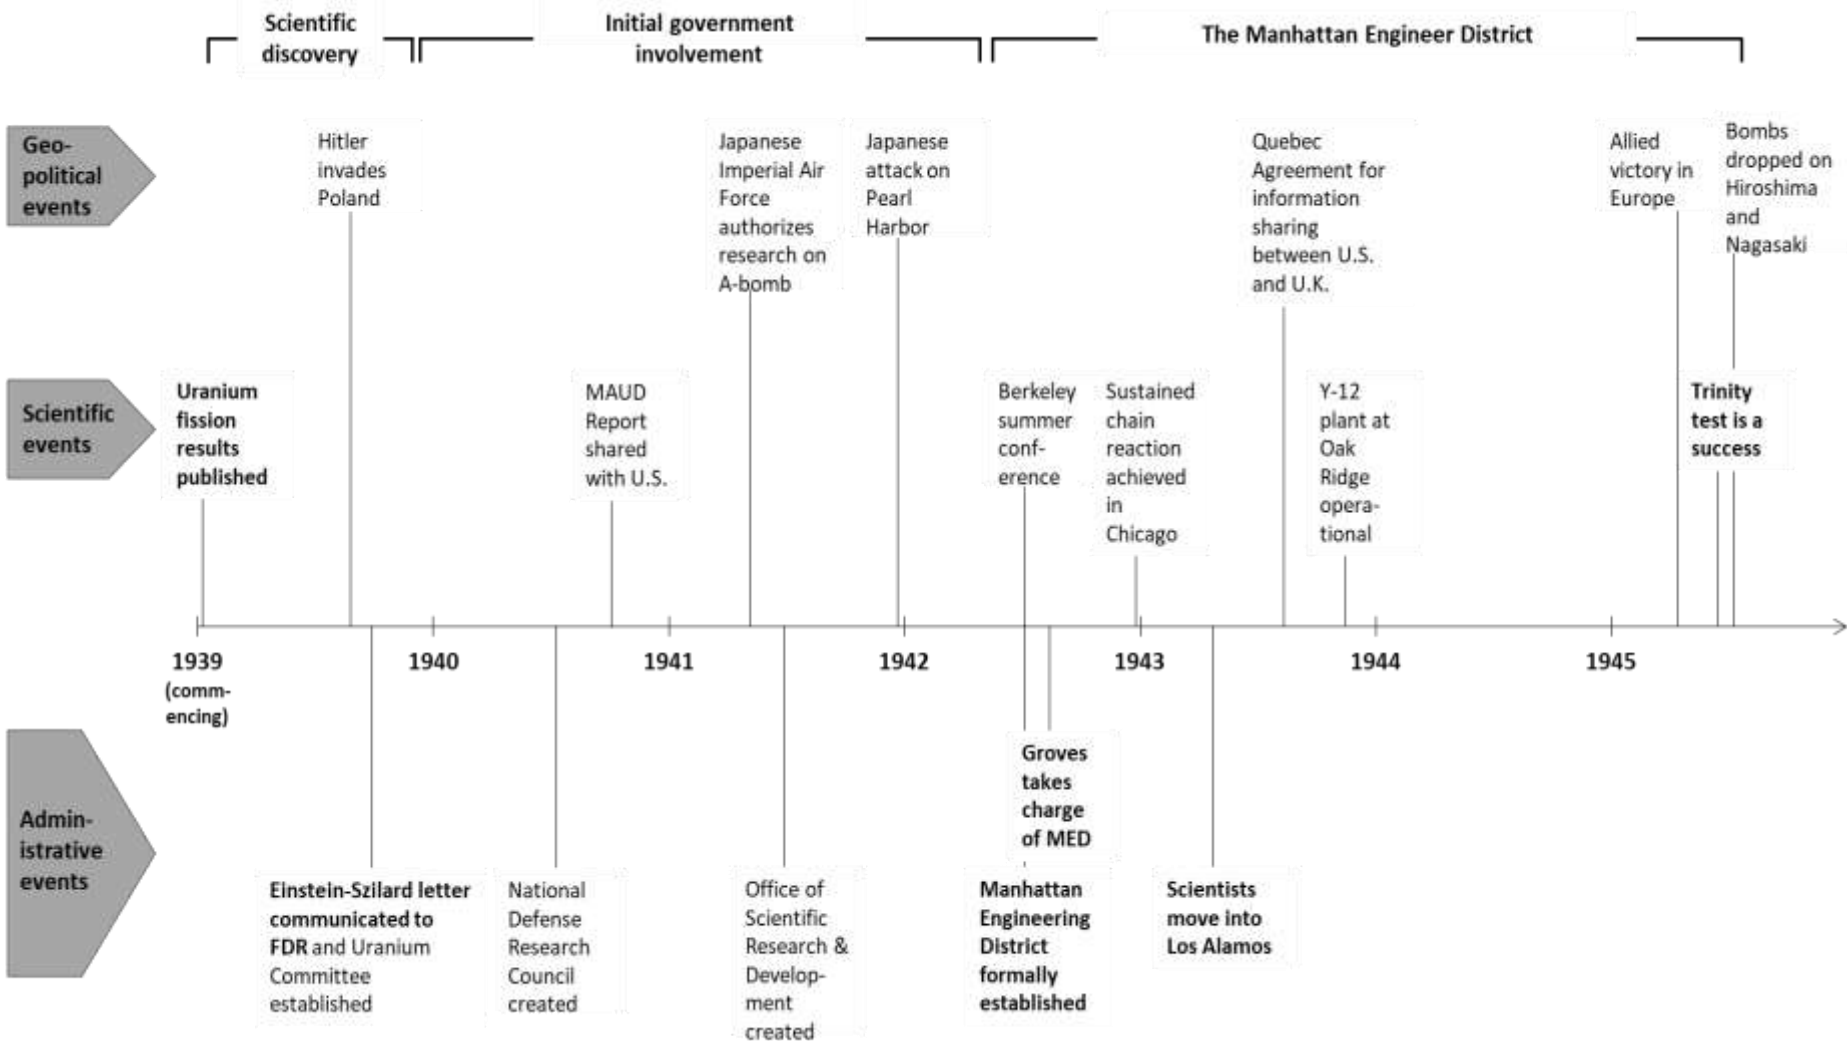 Scientific
discovery
Initial government
involvement
The Manhattan Engineer District
Geo-
political
events
Hitler
invades
Poland
Japanese
Imperial Air
Force
authorizes
research on
A-bomb
Japanese
attack on
Pearl
Harbor
Quebec
Agreement for
information
sharing
between U.S.
and U.K.
Allied
victory in
Europe
Bombs
dropped on
Hiroshima
and
Nagasaki
Scientific
events
Uranium
fission
results
published
MAUD
Report
shared
with U.S.
Berkeley
summer
conf-
erence
Sustained
chain
reaction
achieved
in
Chicago
Y-12
plant at
Oak
Ridge
opera-
tional
Trinity
test is a
success
1939
(comm-
encing)
1940
1941
1942
1943
1944
1945
Admin-
istrative
events
Einstein-Szilard letter
communicated to
FDR and Uranium
Committee
established
National
Defense
Research
Council
created
Office of
Scientific
Research &
Develop-
ment
created
Groves
takes
charge
of MED
Manhattan
Engineering
District
formally
established
Scientists
move into
Los Alamos